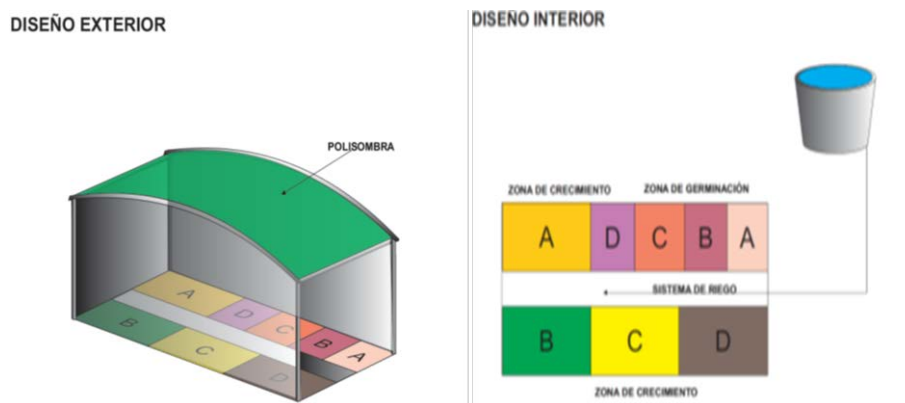 DISEÑO EXTERIOR
POLISOMBRA
A
D
C
B
A
B
C
D
DISEÑO INTERIOR
ZONA DE CRECIMIENTO
ZONA DE GERMINACIÓN
A D C B A
SISTEMA DE RIEGO
B C D
ZONA DE CRECIMIENTO